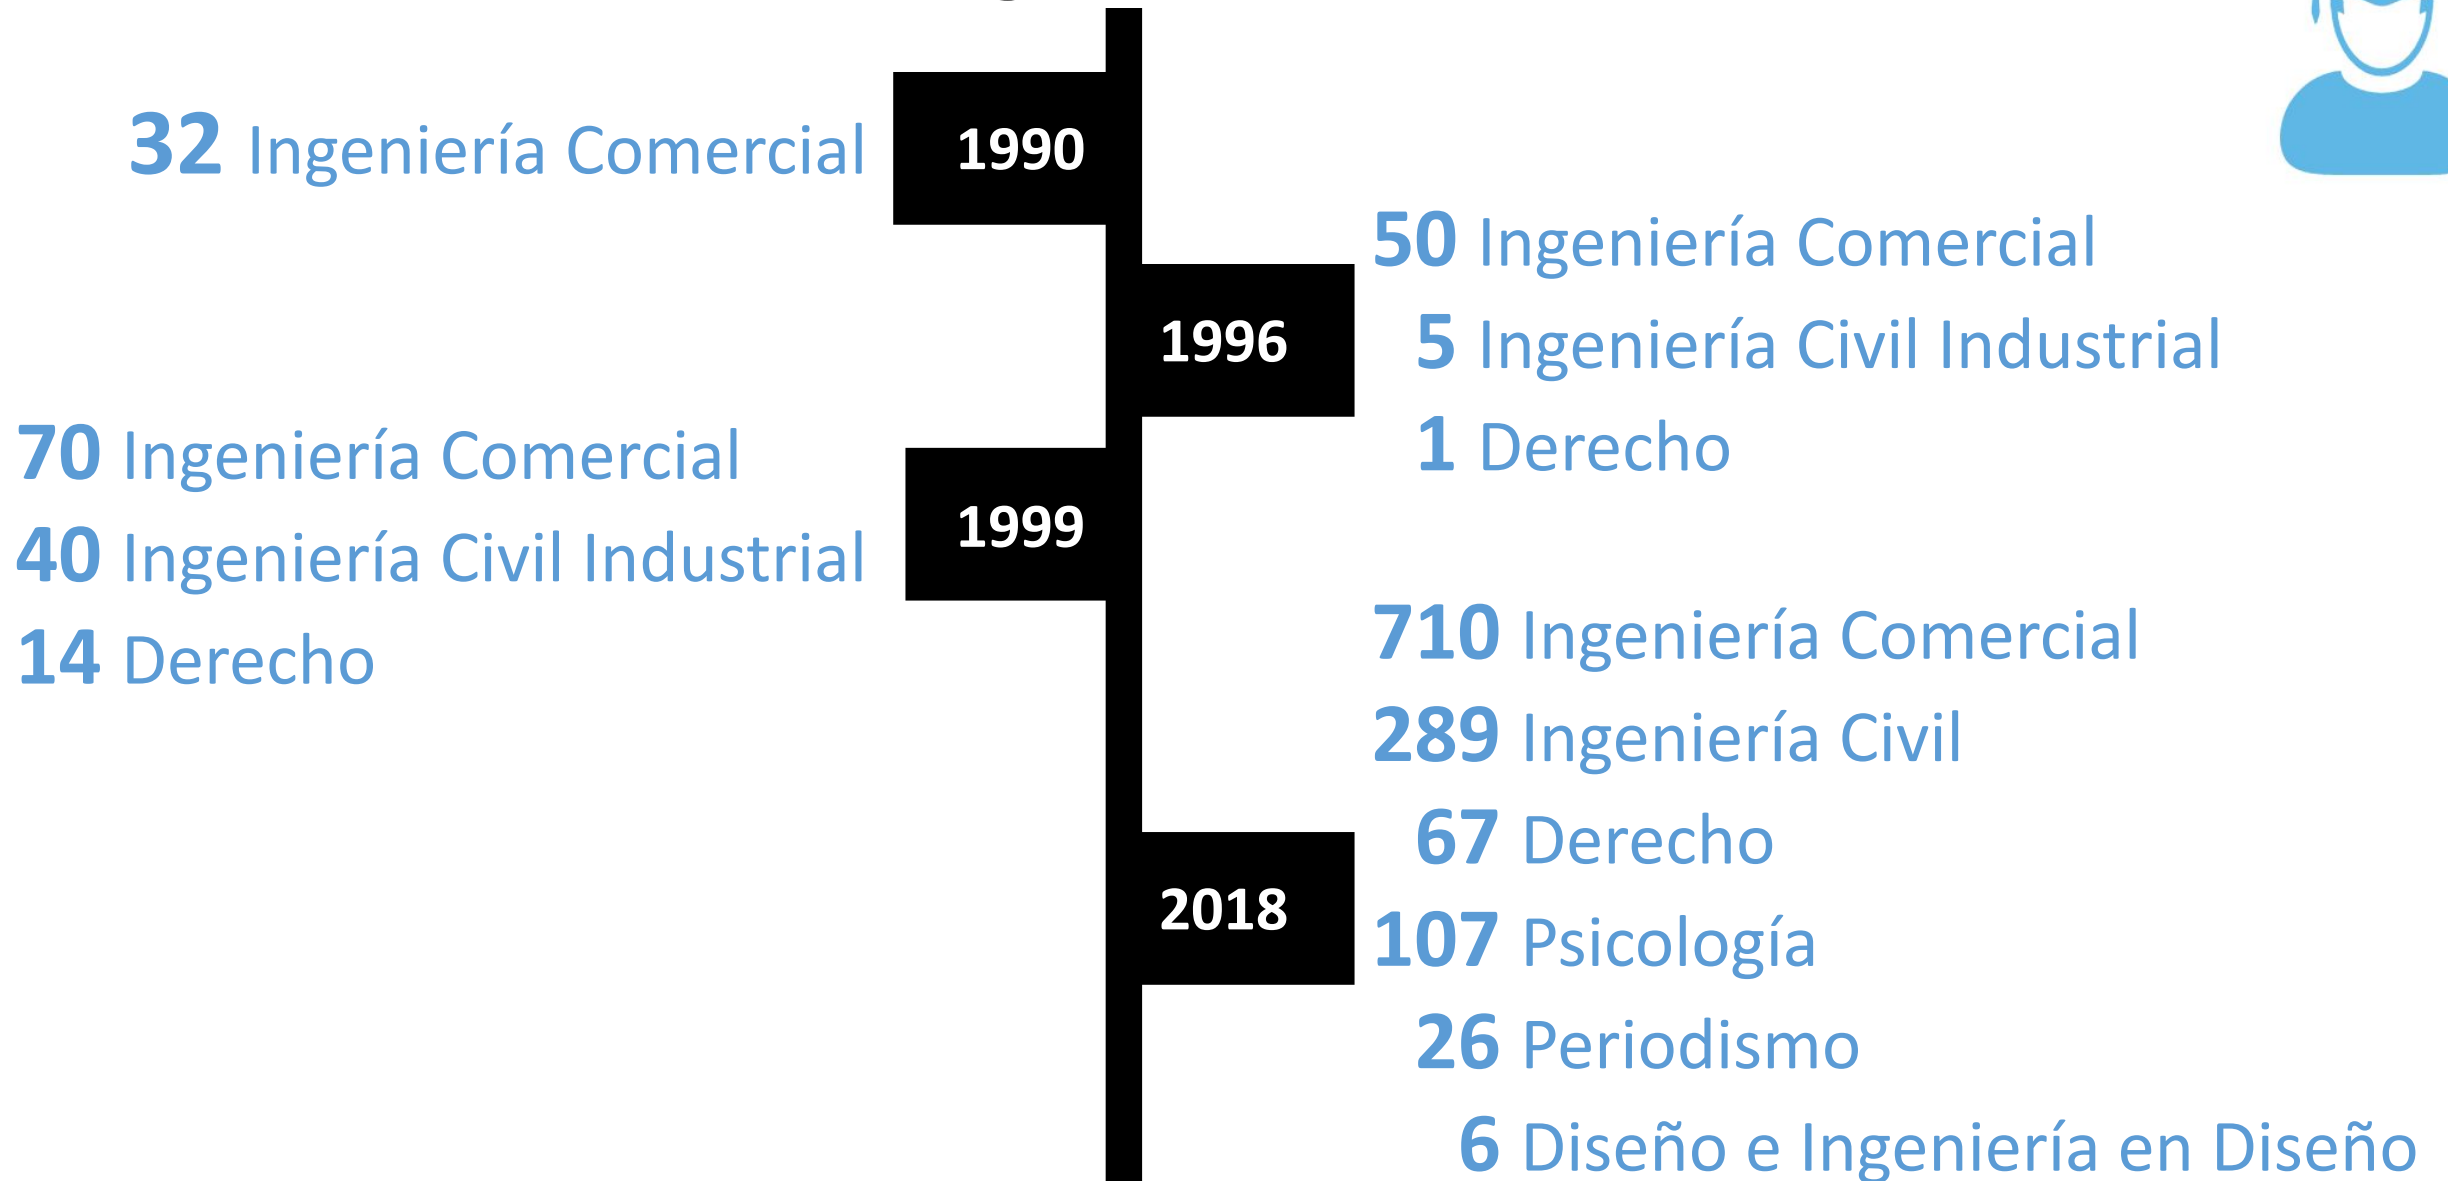 32 Ingeniería Comercial
1990
50 Ingeniería Comercial
5 Ingeniería Civil Industrial
1 Derecho
1996
70 Ingeniería Comercial
40 Ingeniería Civil Industrial
14 Derecho
1999
710 Ingeniería Comercial
289 Ingeniería Civil
67 Derecho
107 Psicología
26 Periodismo
6 Diseño e Ingeniería en Diseño
2018